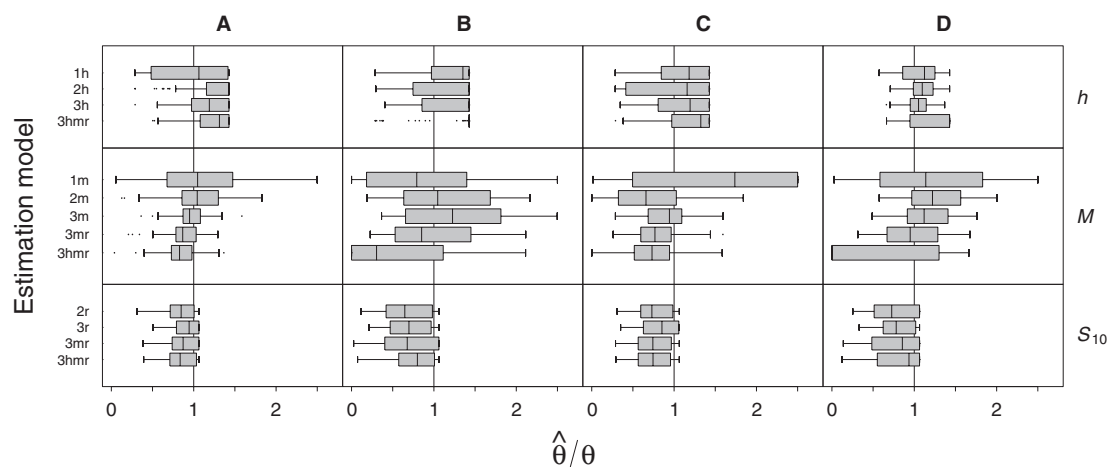 A B C D
Estimation model
1h
2h
3h
3hmr
h
1m
2m
3m
3mr
3hmr
M
2r
3r
3mr
3hmr
S10
0 1 2 0 1 2 0 1 2 0 1 2
θ̂/θ